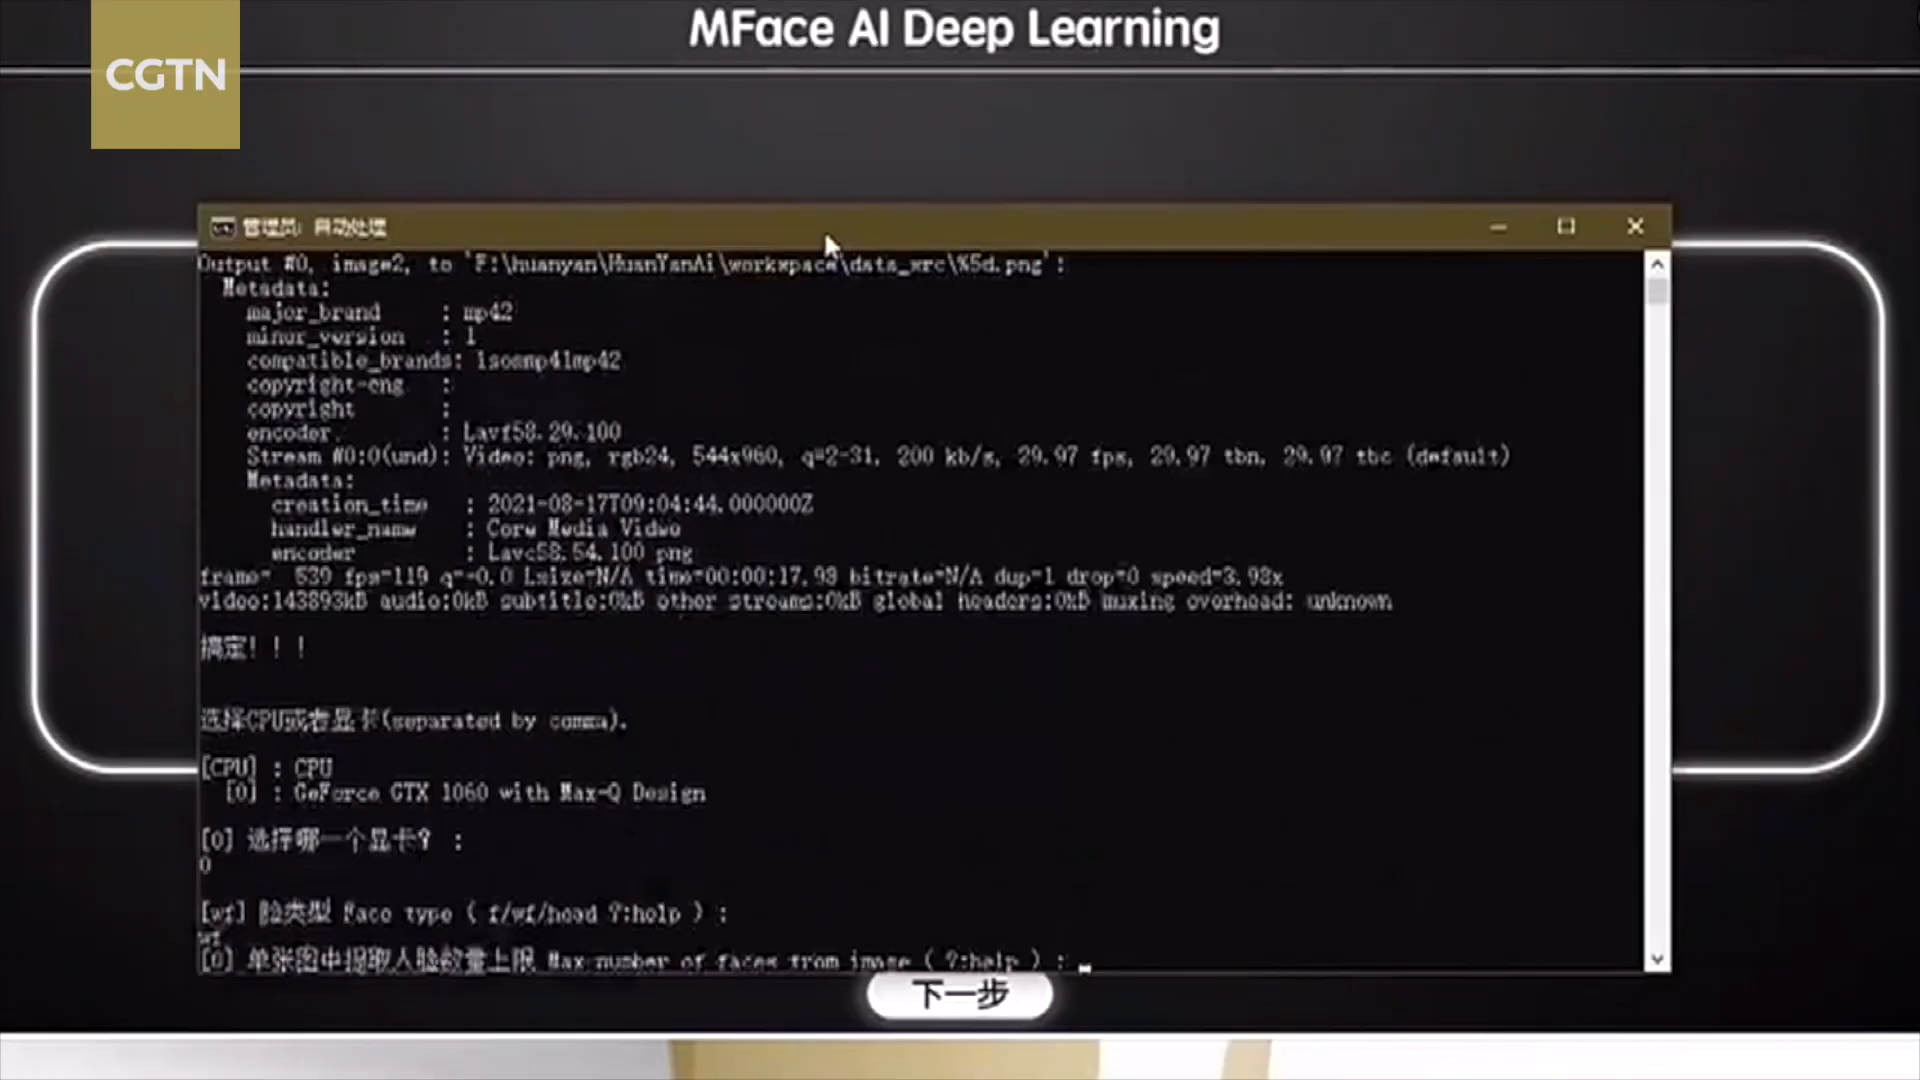 MFace AI Deep Learning
CGTN
管理员: 自动处理
Output #0, image2, to 'F:\huanyan\HuanYanAi\workspace\data_src\%5d.png':
Metadata:
major_brand : mp42
minor_version : 1
compatible_brands: isommp41mp42
copyright-eng :
copyright :
encoder : Lavf58.29.100
Stream #0:0(und): Video: png, rgb24, 544x960, q=2-31, 200 kb/s, 29.97 fps, 29.97 tbn, 29.97 tbc (default)
Metadata:
creation_time : 2021-08-17T09:04:44.000000Z
handler_name : Core Media Video
encoder : Lavc58.54.100 png
frame= 539 fps=119 q=-0.0 Lsize=N/A time=00:00:17.98 bitrate=N/A dup=1 drop=0 speed=3.98x
video:143893kB audio:0kB subtitle:0kB other streams:0kB global headers:0kB muxing overhead: unknown
搞定！！！
选择CPU或者显卡(separated by comma).
[CPU] : CPU
[0] : GeForce GTX 1060 with Max-Q Design
[0] 选择哪一个显卡? :
0
[wf] 脸类型 Face type ( f/wf/head ?:help ) :
wf
[0] 单张图中提取人脸数量上限 Max number of faces from image ( ?:help ) :
下一步